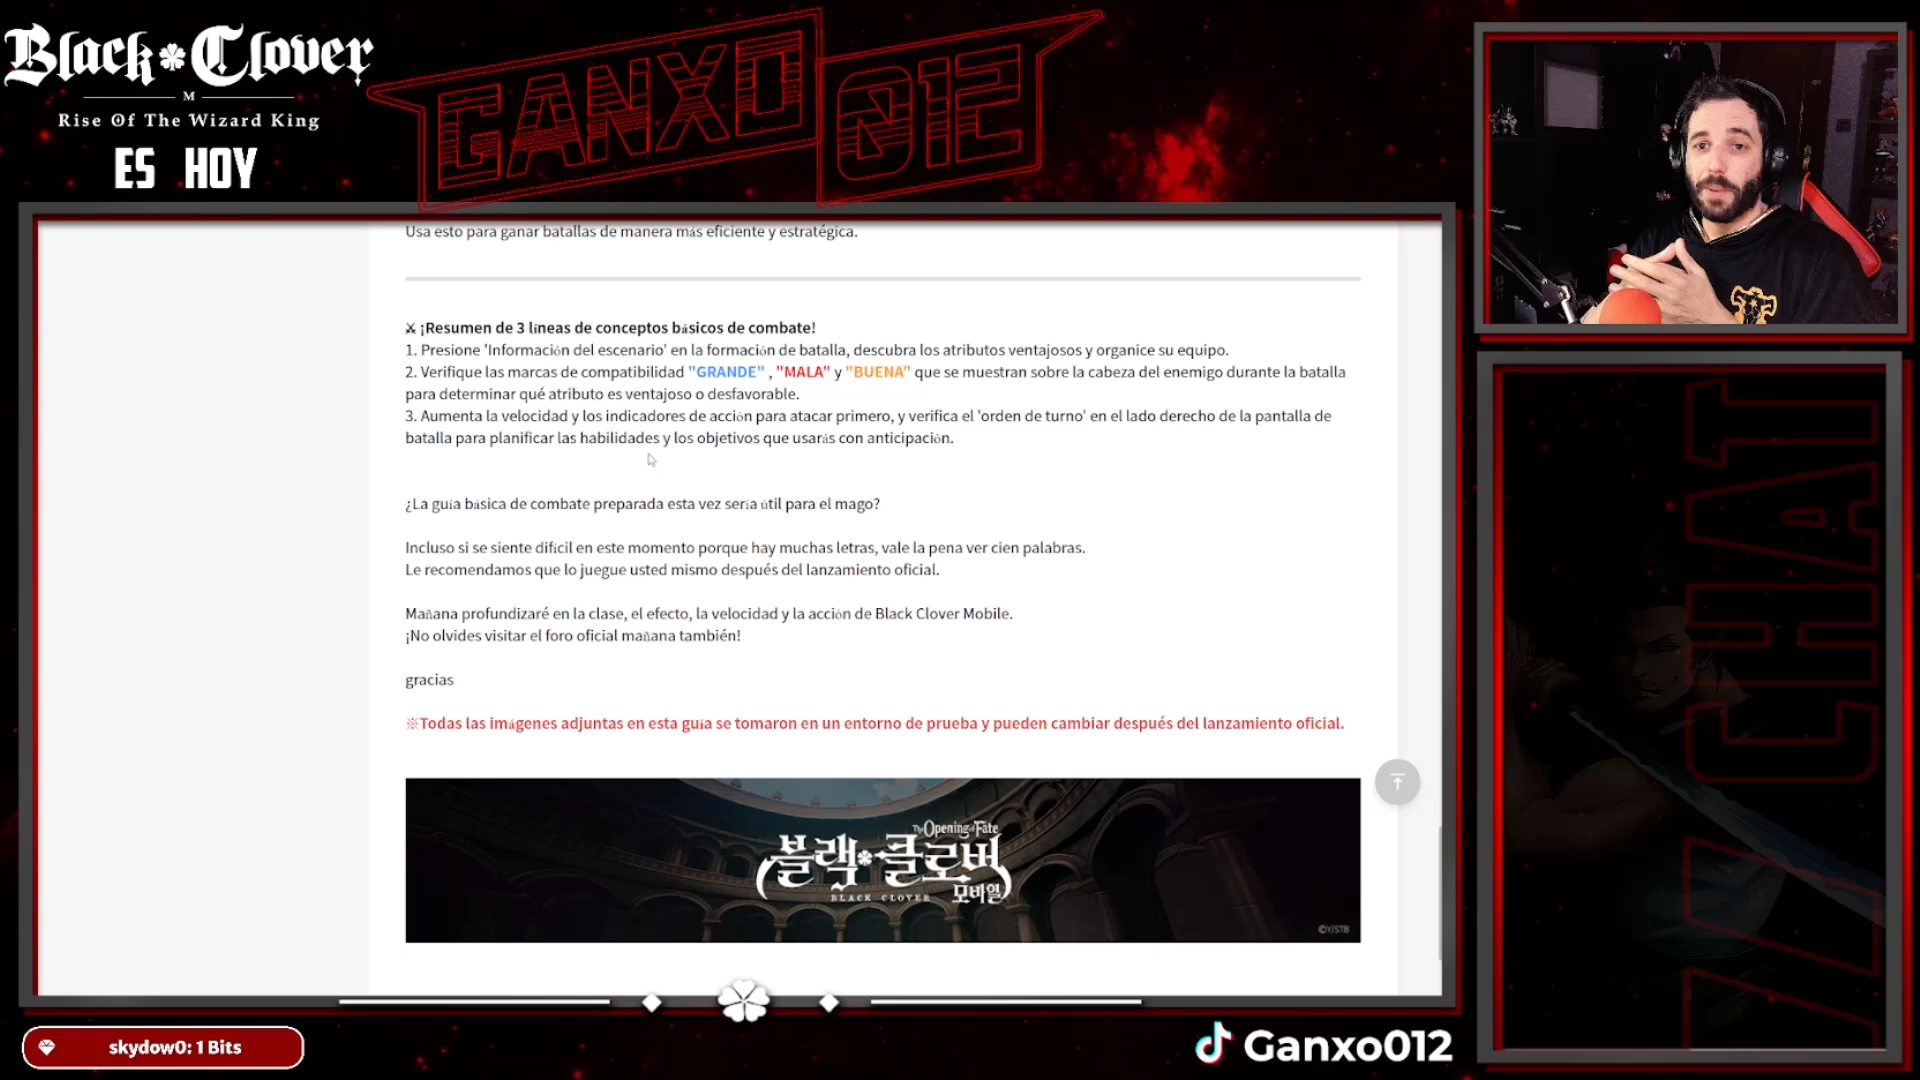 Black Clover
M
Rise Of The Wizard King
ES HOY
GANXO 012
Usa esto para ganar batallas de manera más eficiente y estratégica.
⚔ ¡Resumen de 3 líneas de conceptos básicos de combate!
1. Presione 'Información del escenario' en la formación de batalla, descubra los atributos ventajosos y organice su equipo.
2. Verifique las marcas de compatibilidad "GRANDE" , "MALA" y "BUENA" que se muestran sobre la cabeza del enemigo durante la batalla
para determinar qué atributo es ventajoso o desfavorable.
3. Aumenta la velocidad y los indicadores de acción para atacar primero, y verifica el 'orden de turno' en el lado derecho de la pantalla de
batalla para planificar las habilidades y los objetivos que usarás con anticipación.
¿La guía básica de combate preparada esta vez sería útil para el mago?
Incluso si se siente difícil en este momento porque hay muchas letras, vale la pena ver cien palabras.
Le recomendamos que lo juegue usted mismo después del lanzamiento oficial.
Mañana profundizaré en la clase, el efecto, la velocidad y la acción de Black Clover Mobile.
¡No olvides visitar el foro oficial mañana también!
gracias
※Todas las imágenes adjuntas en esta guía se tomaron en un entorno de prueba y pueden cambiar después del lanzamiento oficial.
The Opening of Fate
블랙 클로버
BLACK CLOVER 모바일
©Y/STB
CHAT
skydow0: 1 Bits
Ganxo012